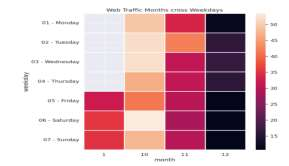 Web Traffic Months cross Weekdays
01 - Monday
02 - Tuesday
03 - Wednesday
04 - Thursday
05 - Friday
06 - Saturday
07 - Sunday
weekday
1 10 11 12
month
50
45
40
35
30
25
20
15